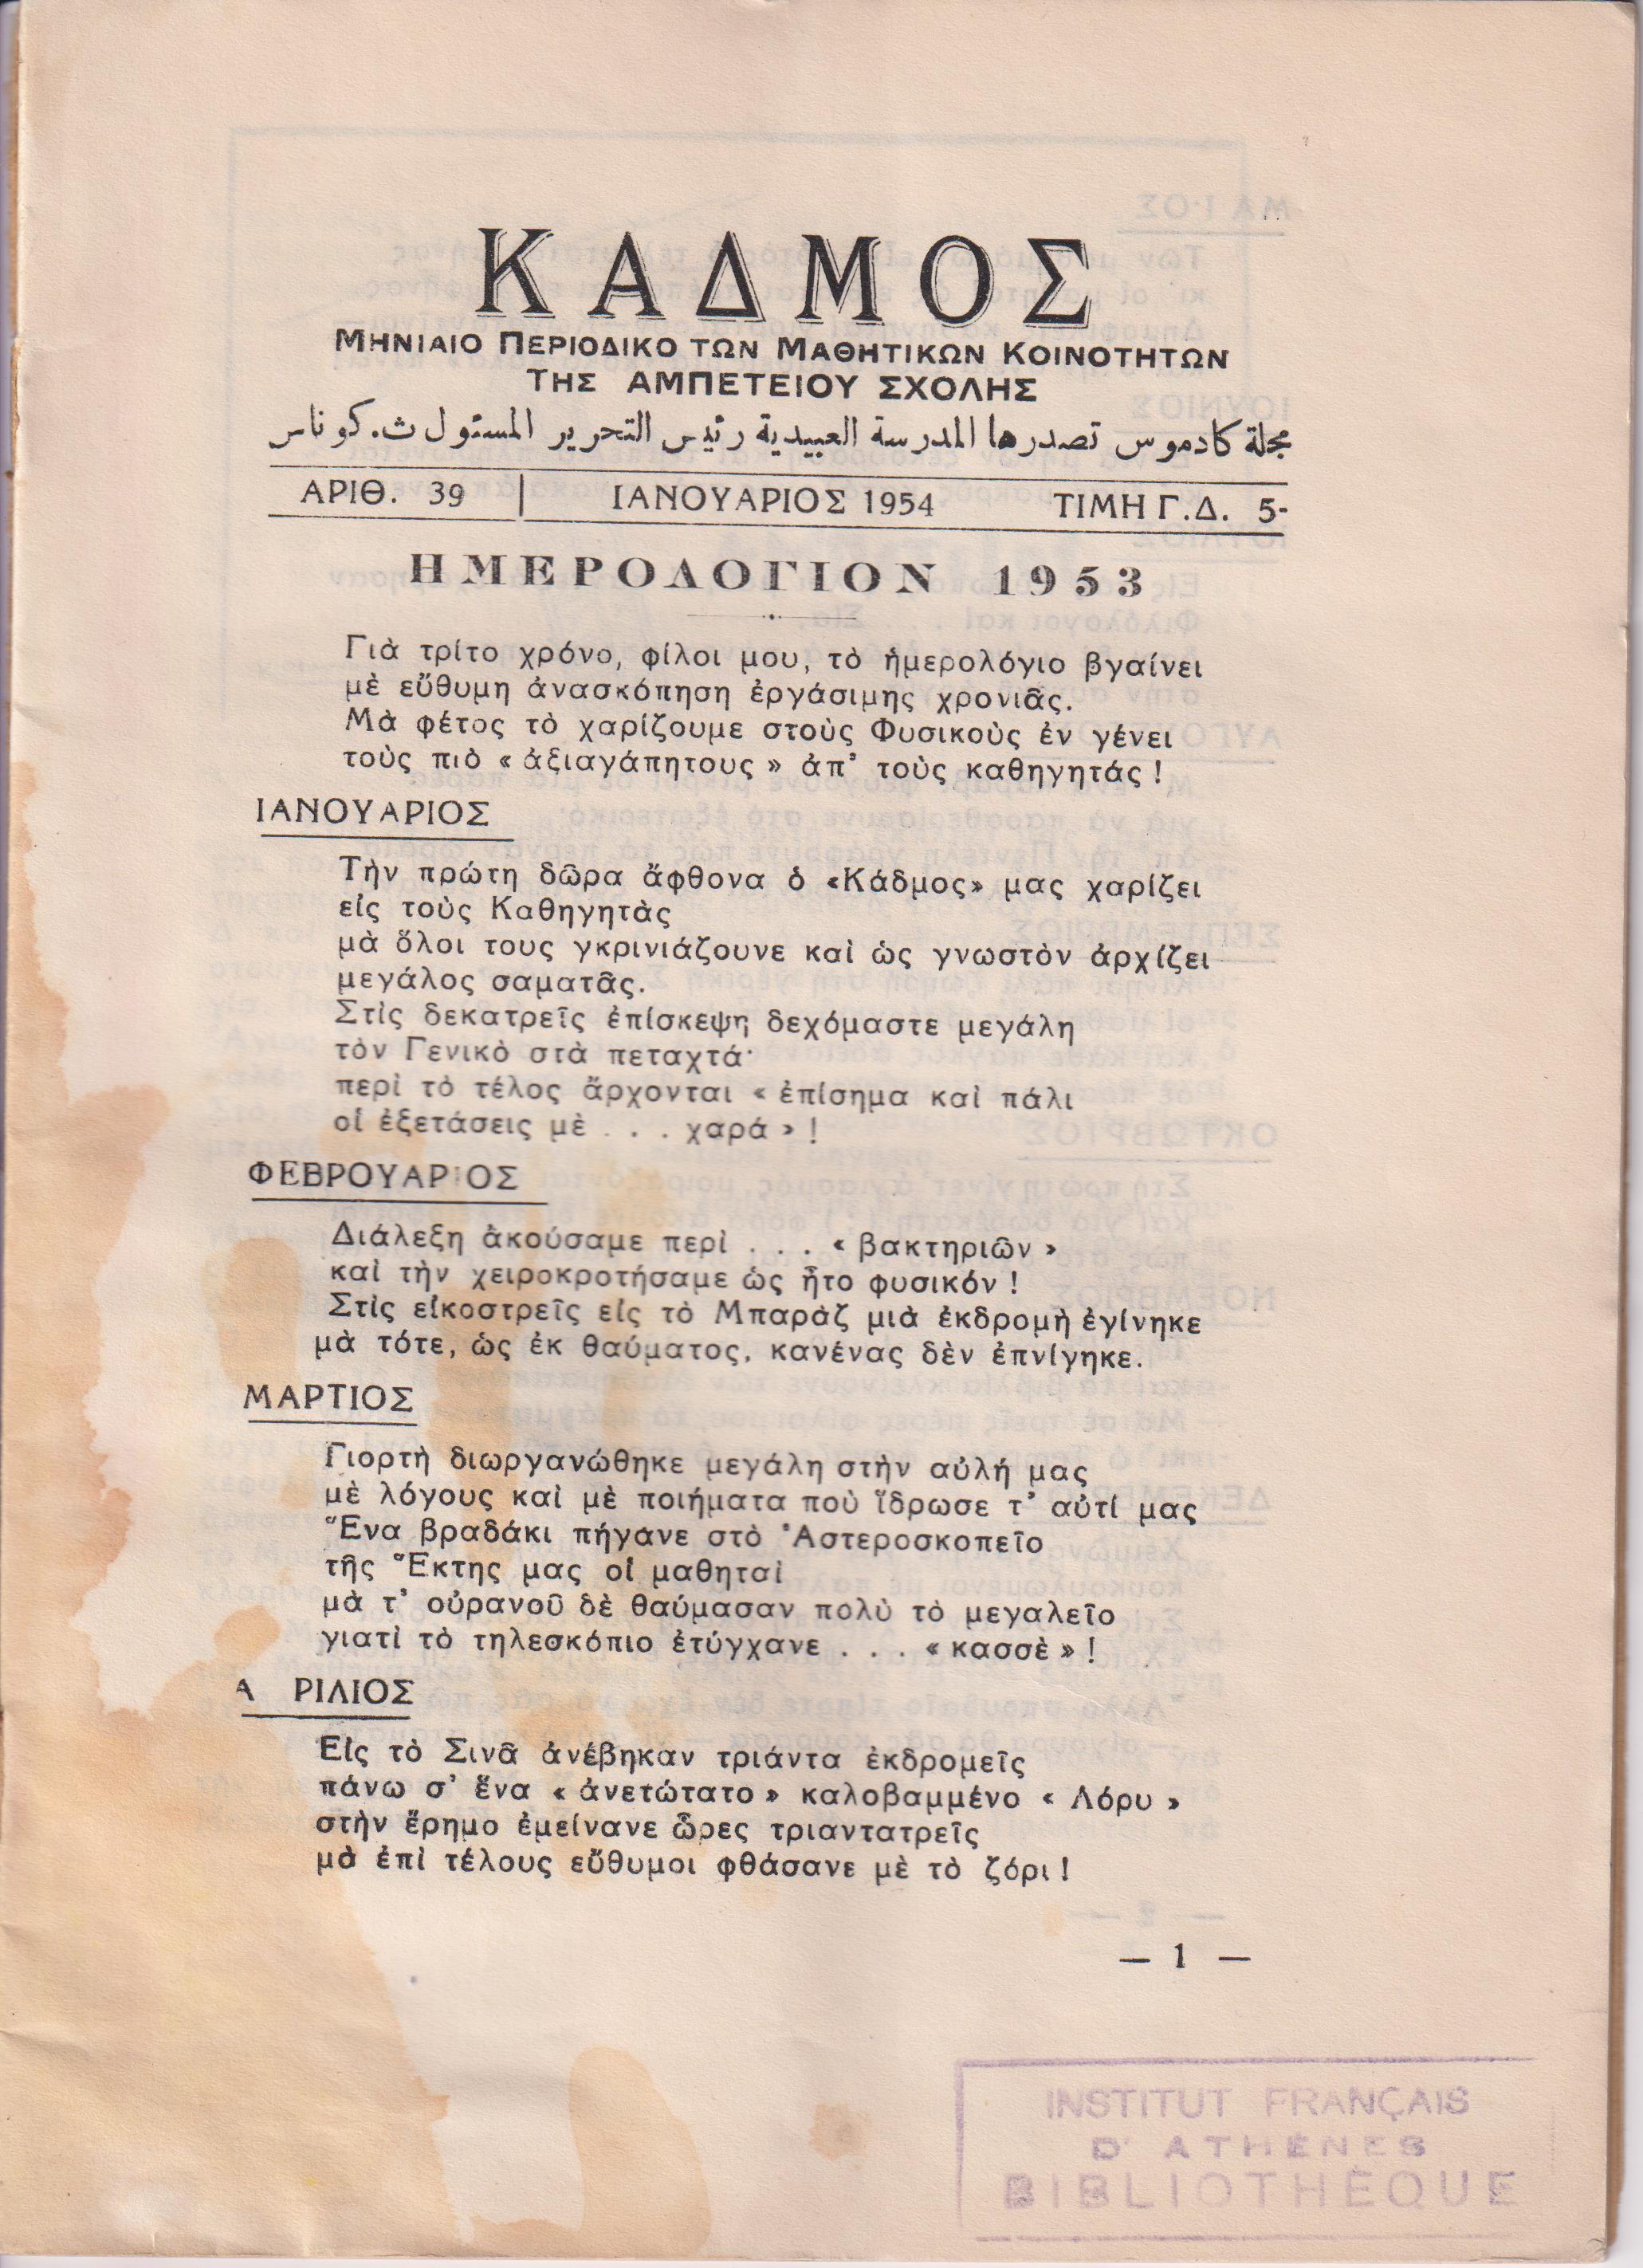 ΚΑΔΜΟΣ
ΜΗΝΙΑΙΟ ΠΕΡΙΟΔΙΚΟ ΤΩΝ ΜΑΘΗΤΙΚΩΝ ΚΟΙΝΟΤΗΤΩΝ
ΤΗΣ ΑΜΠΕΤΕΙΟΥ ΣΧΟΛΗΣ
مجلة كادموس تصدرها المدرسة العبيدية رئيس التحرير المسئول ث. كوناس
ΑΡΙΘ. 39 | ΙΑΝΟΥΑΡΙΟΣ 1954 ΤΙΜΗ Γ.Δ. 5-
ΗΜΕΡΟΛΟΓΙΟΝ 1953
Γιὰ τρίτο χρόνο, φίλοι μου, τὸ ἡμερολόγιο βγαίνει
μὲ εὔθυμη ἀνασκόπηση ἐργάσιμης χρονιᾶς.
Μὰ φέτος τὸ χαρίζουμε στοὺς Φυσικοὺς ἐν γένει
τοὺς πιὸ « ἀξιαγάπητους » ἀπ' τοὺς καθηγητάς !
ΙΑΝΟΥΑΡΙΟΣ
Τὴν πρώτη δῶρα ἄφθονα ὁ «Κάδμος» μας χαρίζει
εἰς τοὺς Καθηγητὰς
μὰ ὅλοι τους γκρινιάζουνε καὶ ὡς γνωστὸν ἀρχίζει
μεγάλος σαματᾶς.
Στὶς δεκατρεῖς ἐπίσκεψη δεχόμαστε μεγάλη
τὸν Γενικὸ στὰ πεταχτά·
περὶ τὸ τέλος ἄρχονται « ἐπίσημα καὶ πάλι
οἱ ἐξετάσεις μὲ . . . χαρά » !
ΦΕΒΡΟΥΑΡΙΟΣ
Διάλεξη ἀκούσαμε περὶ . . . « βακτηριῶν »
καὶ τὴν χειροκροτήσαμε ὡς ἦτο φυσικόν !
Στὶς εἰκοστρεῖς εἰς τὸ Μπαρὰζ μιὰ ἐκδρομὴ ἐγίνηκε
μὰ τότε, ὡς ἐκ θαύματος, κανένας δὲν ἐπνίγηκε.
ΜΑΡΤΙΟΣ
Γιορτὴ διωργανώθηκε μεγάλη στὴν αὐλή μας
μὲ λόγους καὶ μὲ ποιήματα ποὺ ἵδρωσε τ' αὐτί μας
Ἕνα βραδάκι πήγανε στὸ Ἀστεροσκοπεῖο
τῆς Ἕκτης μας οἱ μαθηταὶ
μὰ τ' οὐρανοῦ δὲ θαύμασαν πολὺ τὸ μεγαλεῖο
γιατὶ τὸ τηλεσκόπιο ἐτύγχανε . . . « κασσὲ » !
Α ΡΙΛΙΟΣ
Εἰς τὸ Σινᾶ ἀνέβηκαν τριάντα ἐκδρομεῖς
πάνω σ' ἕνα « ἀνετώτατο » καλοβαμμένο « Λόρυ »
στὴν ἔρημο ἐμείνανε ὧρες τριαντατρεῖς
μὰ ἐπὶ τέλους εὔθυμοι φθάσανε μὲ τὸ ζόρι !
— 1 —
INSTITUT FRANÇAIS
D' ATHÈNES
BIBLIOTHÈQUE